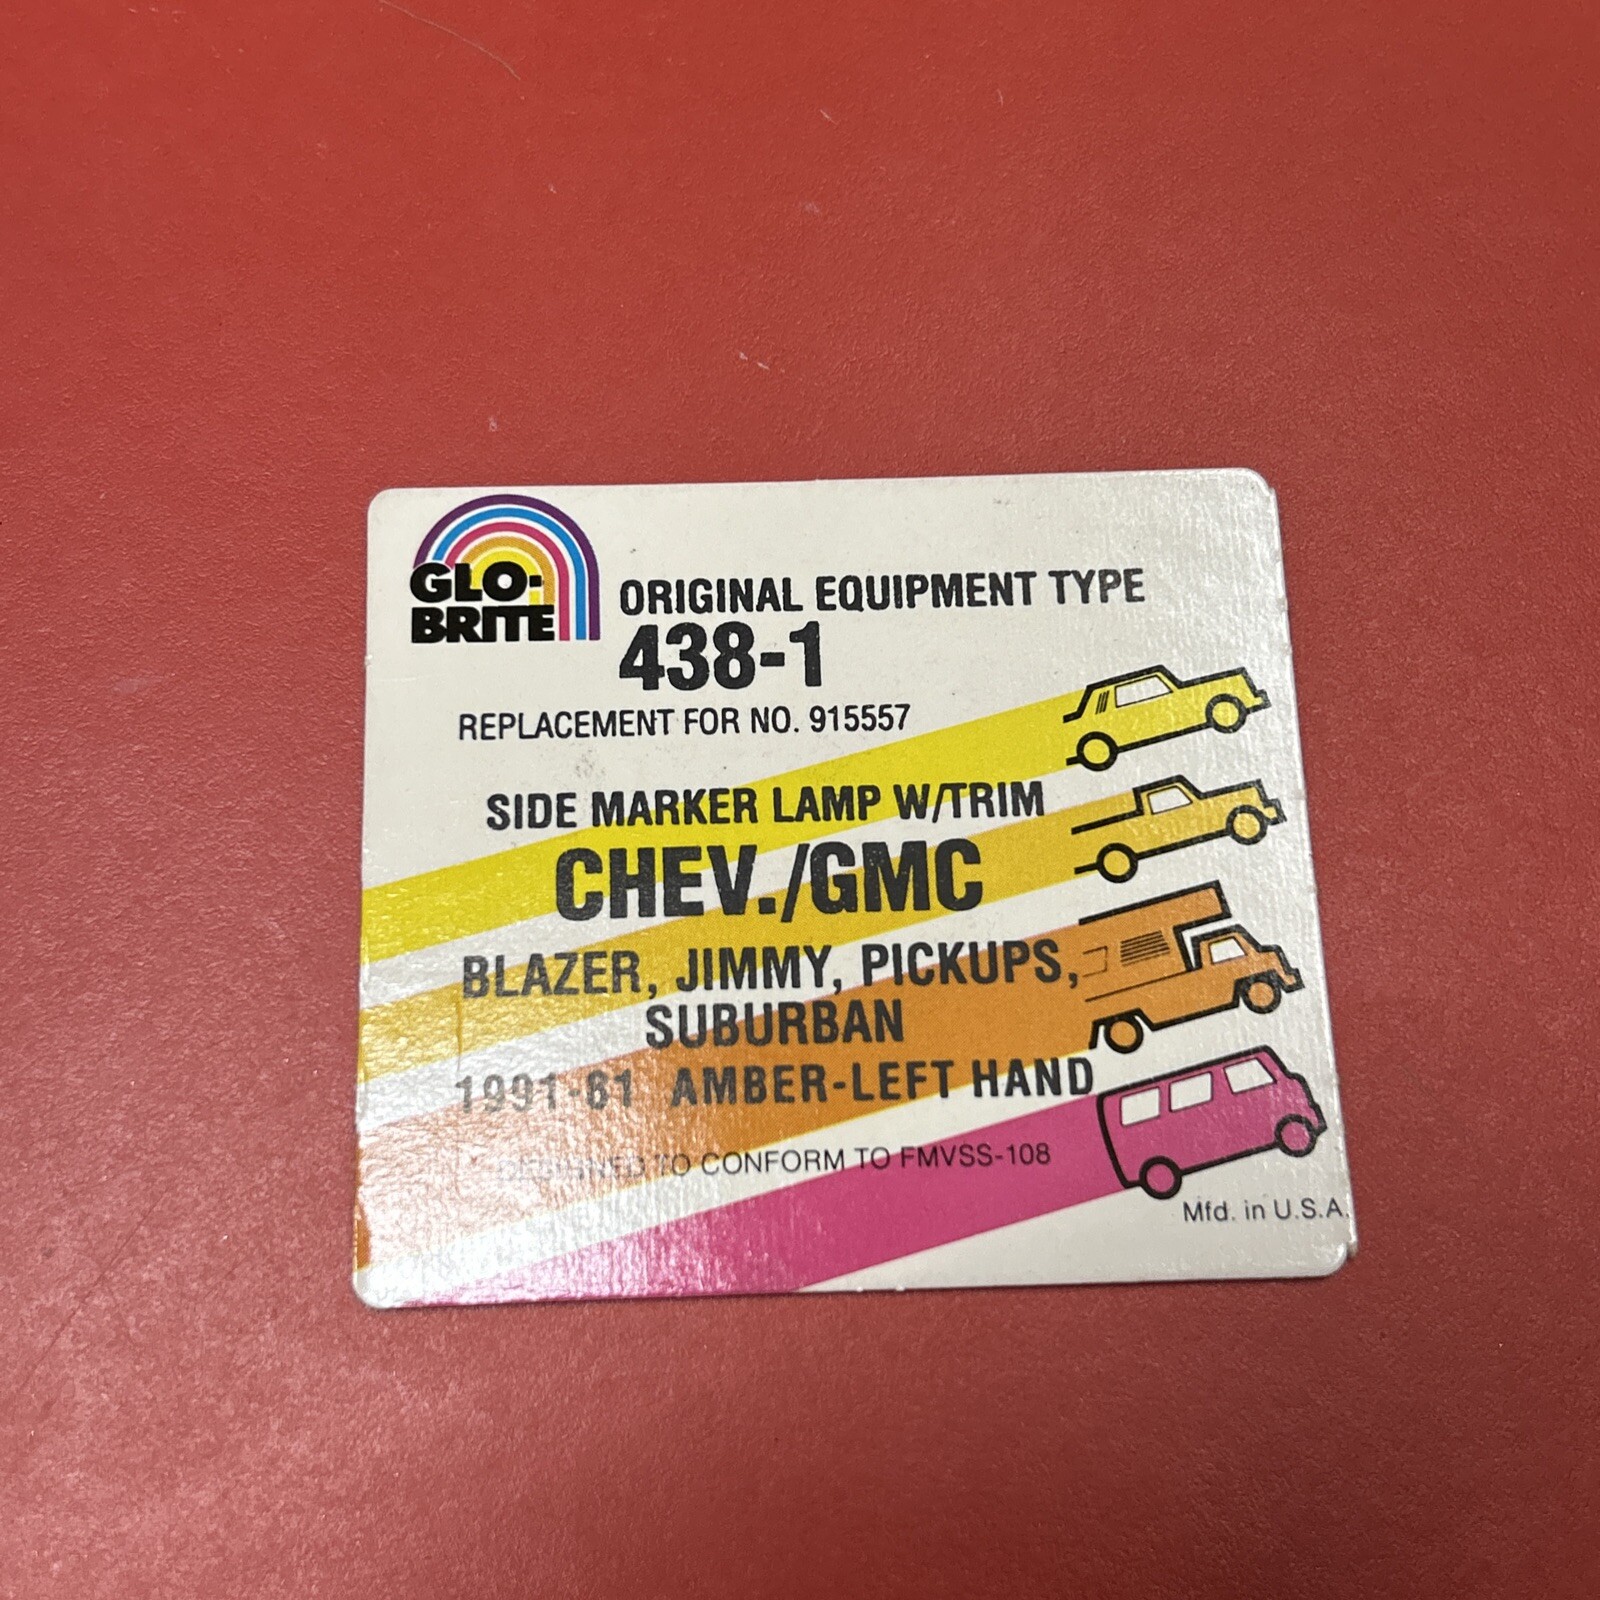 GLO-
BRITE
ORIGINAL EQUIPMENT TYPE
438-1
REPLACEMENT FOR NO. 915557
SIDE MARKER LAMP W/TRIM
CHEV./GMC
BLAZER, JIMMY, PICKUPS,
SUBURBAN
1991-81 AMBER-LEFT HAND
DESIGNED TO CONFORM TO FMVSS-108
Mfd. in U.S.A.